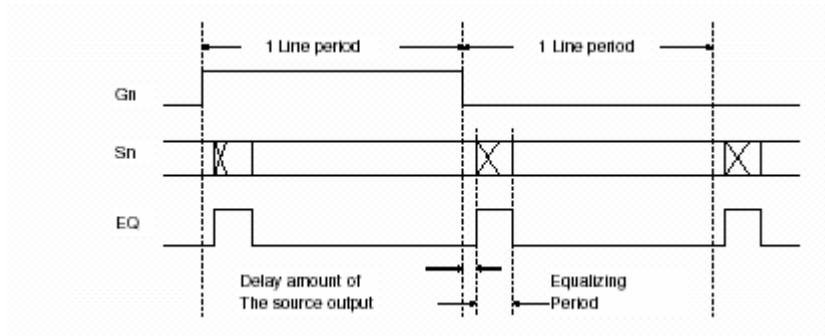 1 Line period
1 Line period
Gn
Sn
EQ
Delay amount of
The source output
Equalizing
Period